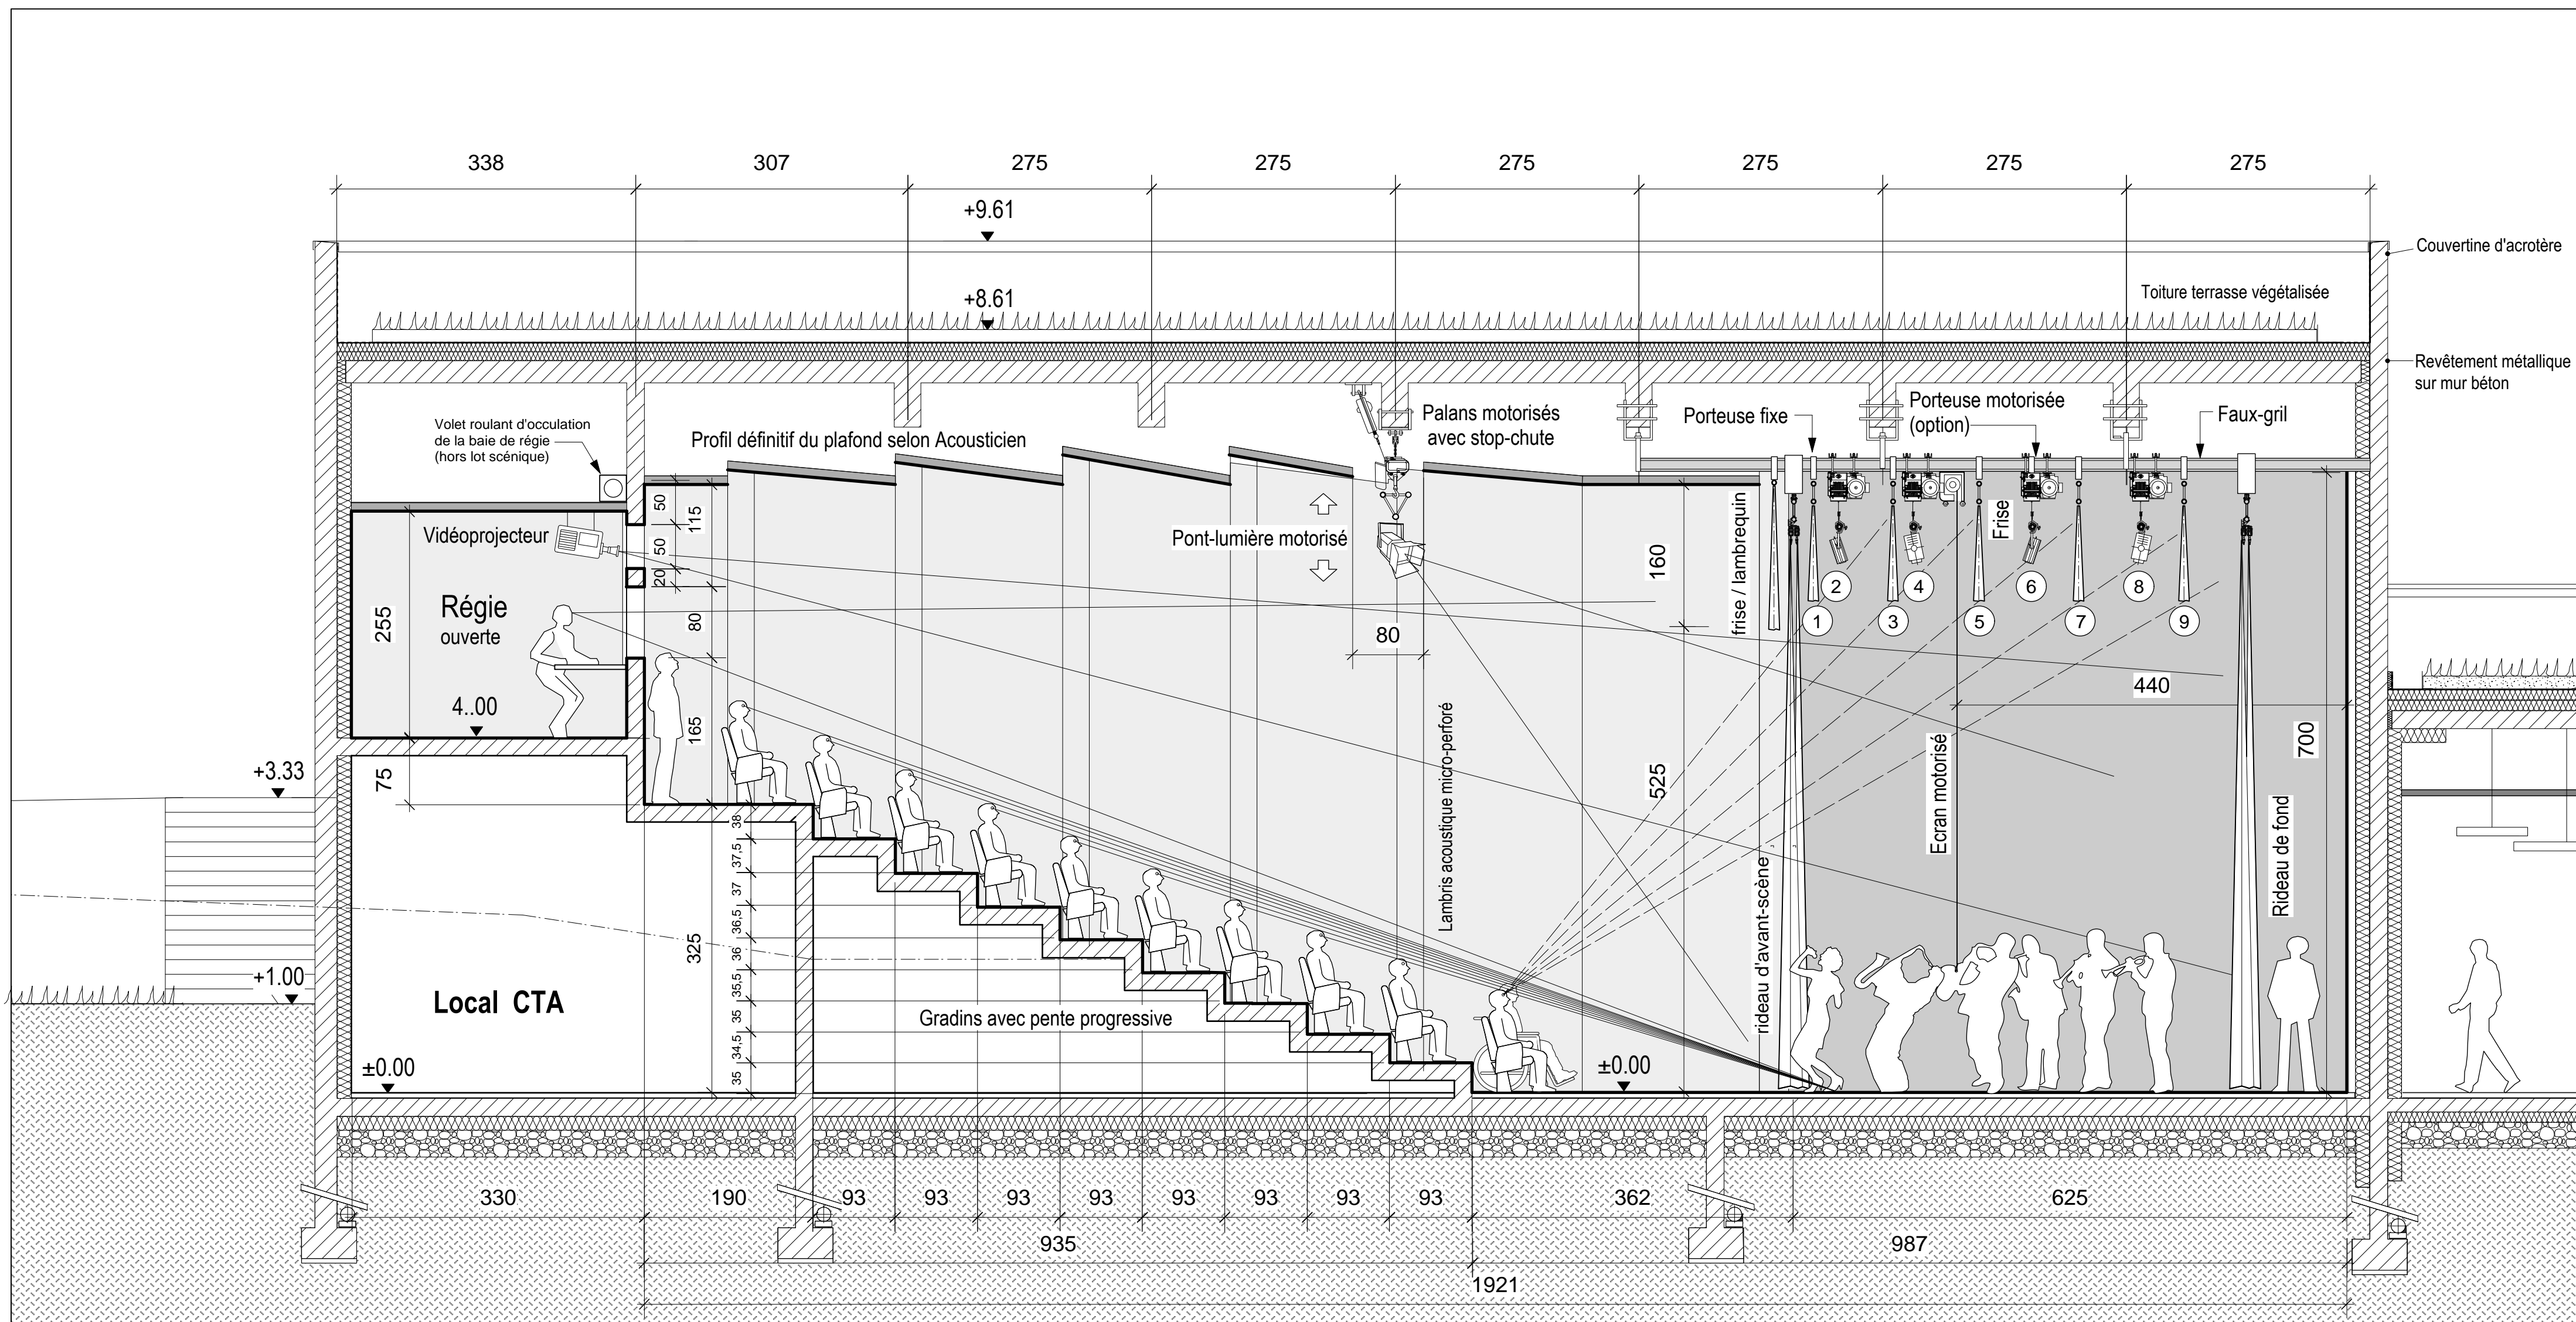 338
307
275
275
275
275
275
275
+9.61
Couvertine d'acrotère
+8.61
Toiture terrasse végétalisée
Revêtement métallique
sur mur béton
Volet roulant d'occulation
de la baie de régie
(hors lot scénique)
Profil définitif du plafond selon Acousticien
Palans motorisés
avec stop-chute
Porteuse fixe
Porteuse motorisée
(option)
Faux-gril
50
115
50
20
80
165
Vidéoprojecteur
Régie
ouverte
255
4..00
75
Pont-lumière motorisé
80
160
frise / lambrequin
Frise
1
2
3
4
5
6
7
8
9
440
700
Ecran motorisé
Rideau de fond
Lambris acoustique micro-perforé
525
rideau d'avant-scène
+3.33
+1.00
38
37,5
37
36,5
36
35,5
35
34,5
35
325
Local CTA
Gradins avec pente progressive
±0.00
±0.00
330
190
93
93
93
93
93
93
93
93
362
625
935
987
1921